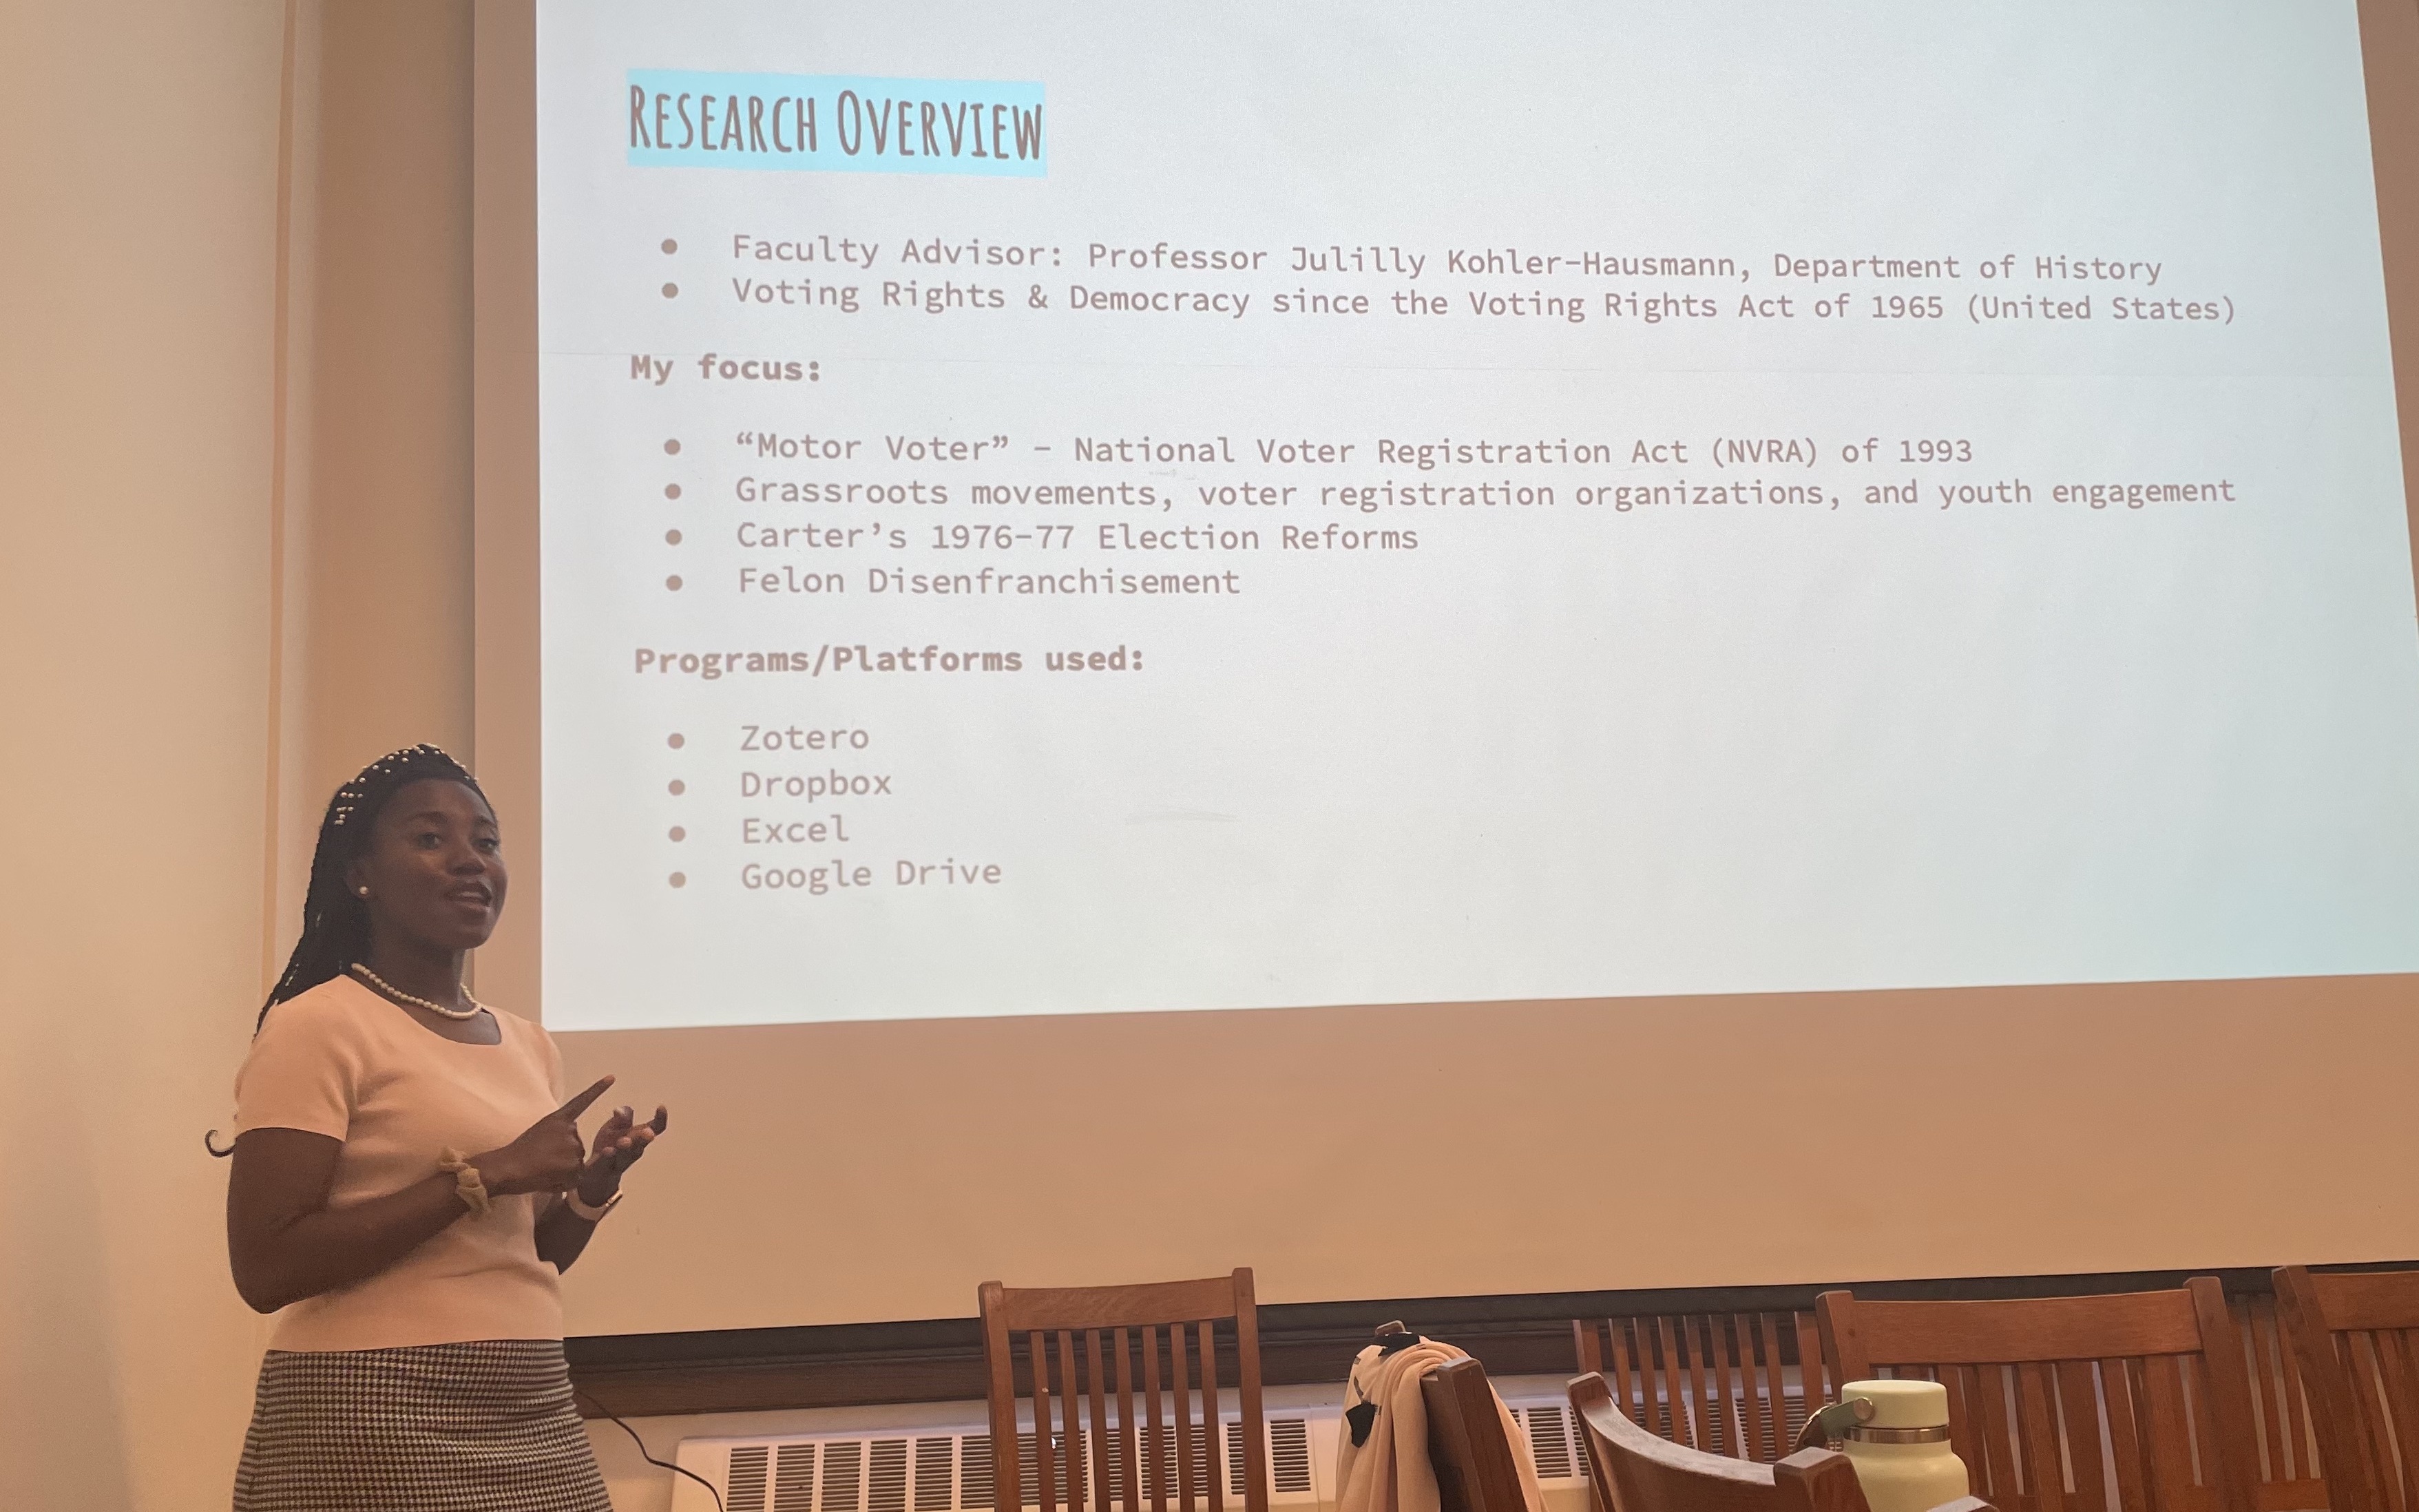 Research Overview
Faculty Advisor: Professor Julilly Kohler-Hausmann, Department of History
Voting Rights & Democracy since the Voting Rights Act of 1965 (United States)
My focus:
“Motor Voter” – National Voter Registration Act (NVRA) of 1993
Grassroots movements, voter registration organizations, and youth engagement
Carter’s 1976-77 Election Reforms
Felon Disenfranchisement
Programs/Platforms used:
Zotero
Dropbox
Excel
Google Drive